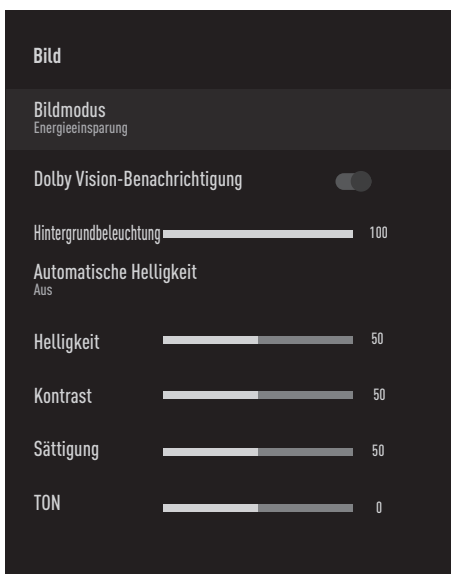 Bild
Bildmodus
Energieeinsparung
Dolby Vision-Benachrichtigung
Hintergrundbeleuchtung 100
Automatische Helligkeit
Aus
Helligkeit 50
Kontrast 50
Sättigung 50
TON 0